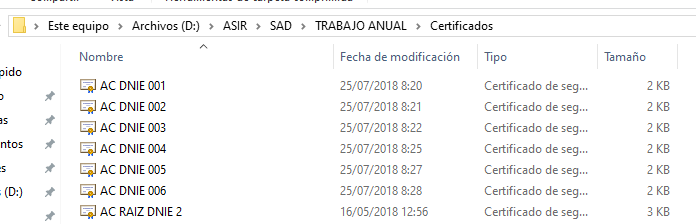 Este equipo > Archivos (D:) > ASIR > SAD > TRABAJO ANUAL > Certificados
Nombre Fecha de modificación Tipo Tamaño
AC DNIE 001 25/07/2018 8:20 Certificado de seg... 2 KB
AC DNIE 002 25/07/2018 8:21 Certificado de seg... 2 KB
AC DNIE 003 25/07/2018 8:22 Certificado de seg... 2 KB
AC DNIE 004 25/07/2018 8:25 Certificado de seg... 2 KB
AC DNIE 005 25/07/2018 8:27 Certificado de seg... 2 KB
AC DNIE 006 25/07/2018 8:28 Certificado de seg... 2 KB
(D:) AC RAIZ DNIE 2 16/05/2018 12:56 Certificado de seg... 3 KB